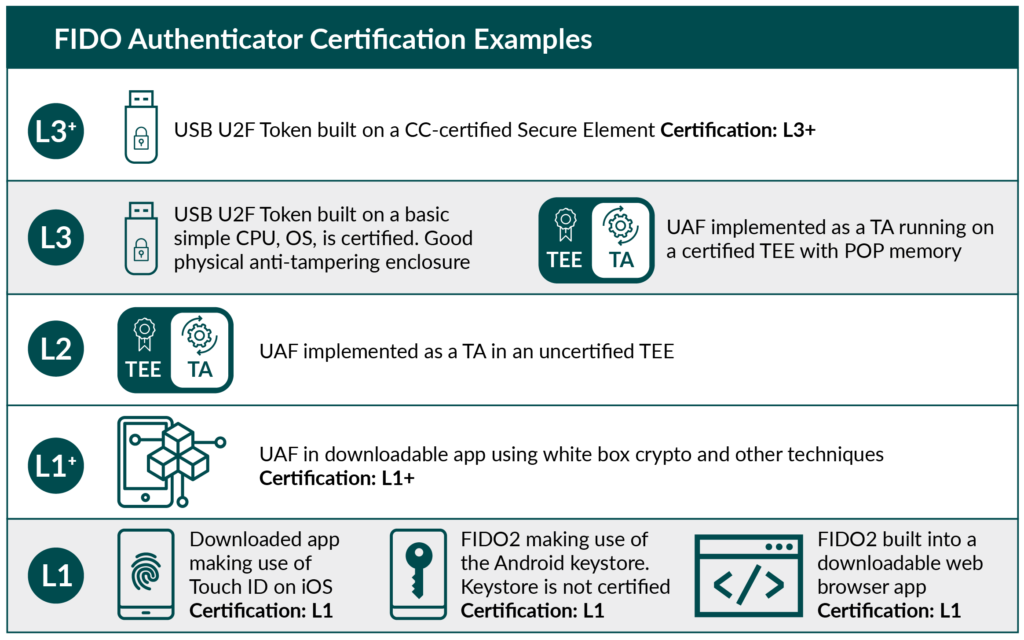 FIDO Authenticator Certification Examples
L3+
USB U2F Token built on a CC-certified Secure Element Certification: L3+
L3
USB U2F Token built on a basic
simple CPU, OS, is certified. Good
physical anti-tampering enclosure
TEE
TA
UAF implemented as a TA running on
a certified TEE with POP memory
L2
TEE
TA
UAF implemented as a TA in an uncertified TEE
L1+
UAF in downloadable app using white box crypto and other techniques
Certification: L1+
L1
Downloaded app
making use of
Touch ID on iOS
Certification: L1
FIDO2 making use of
the Android keystore.
Keystore is not certified
Certification: L1
</>
FIDO2 built into a
downloadable web
browser app
Certification: L1